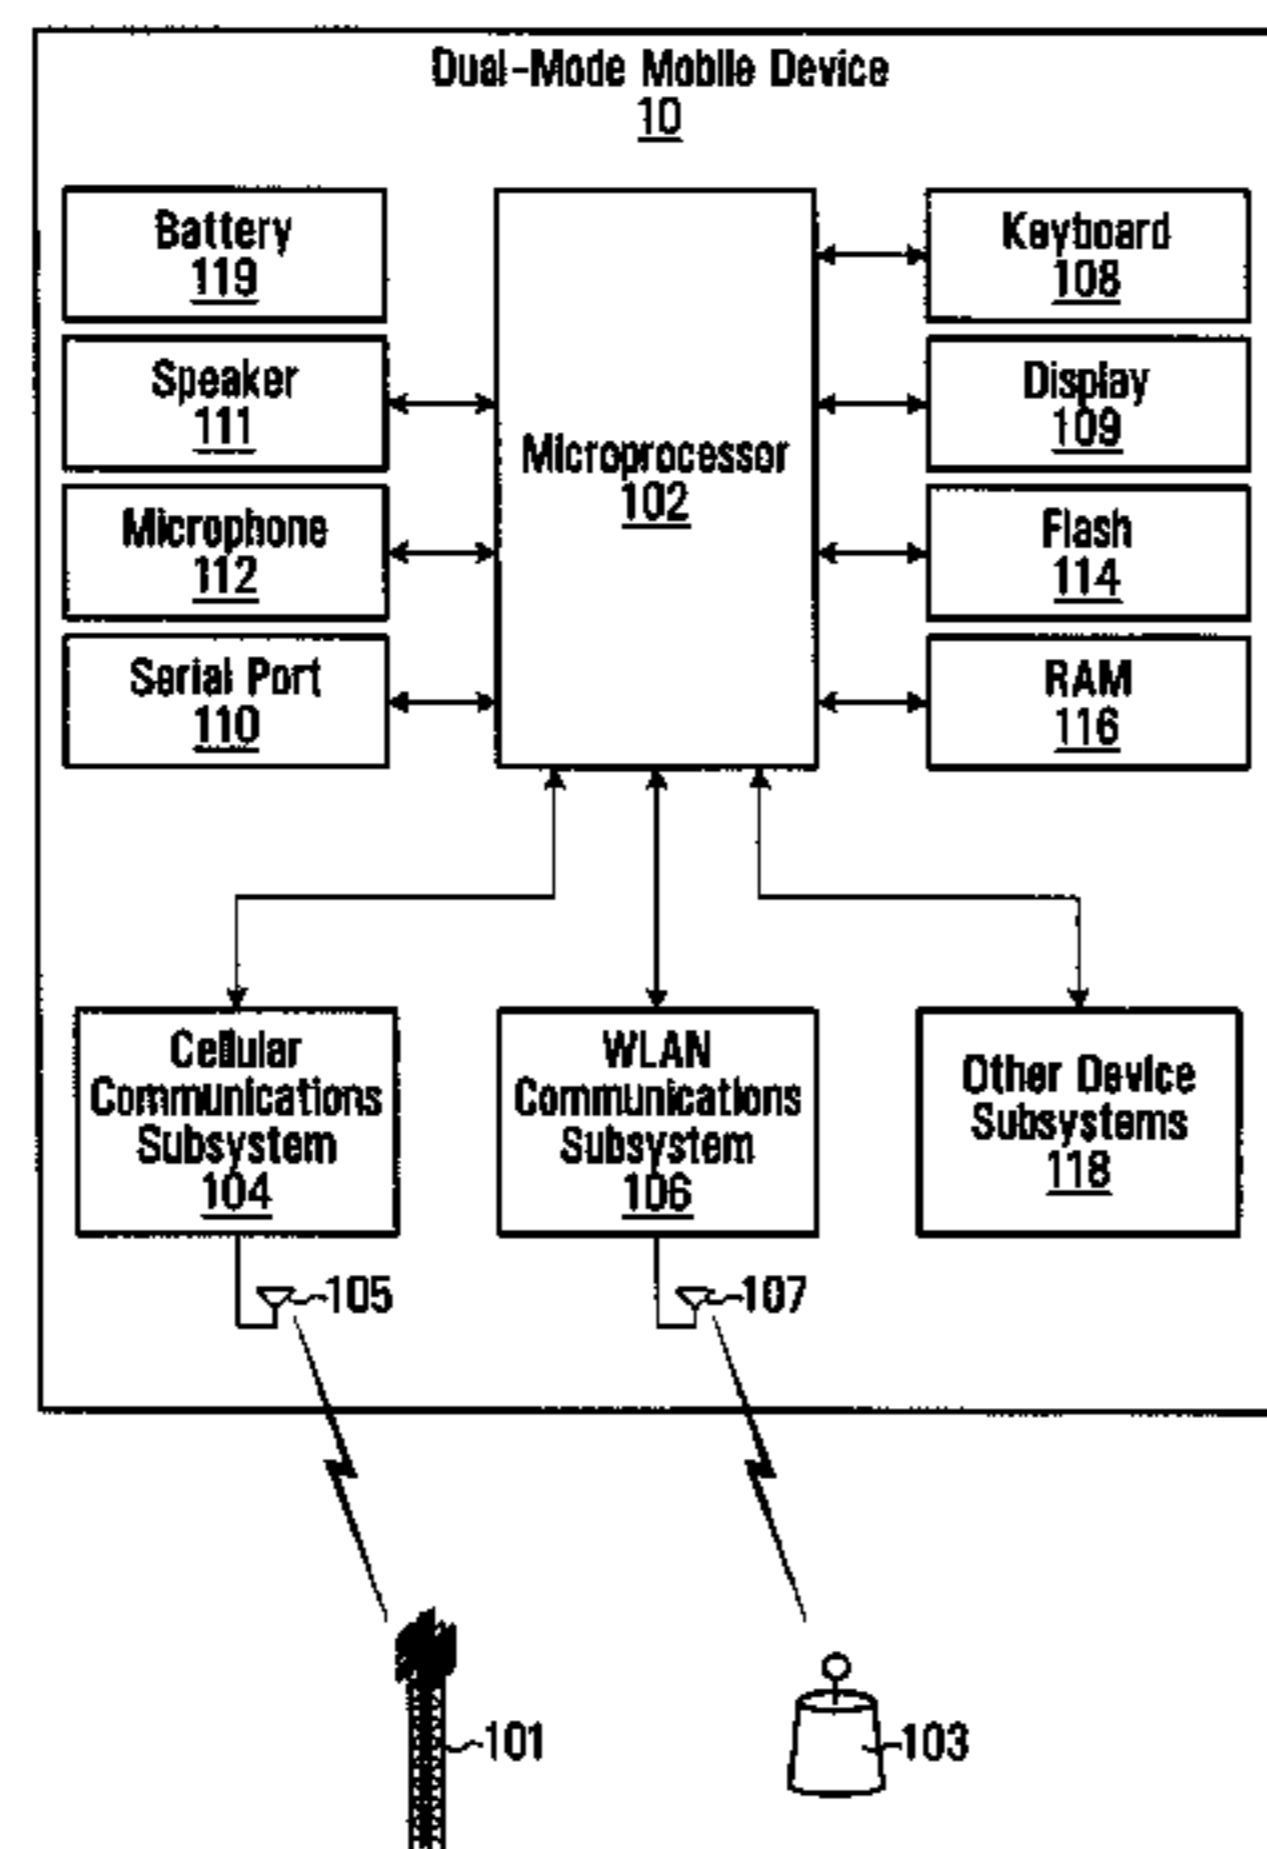 Dual-Mode Mobile Device
10
Battery
119
Speaker
111
Microphone
112
Serial Port
110
Microprocessor
102
Keyboard
108
Display
109
Flash
114
RAM
116
Cellular
Communications
Subsystem
104
WLAN
Communications
Subsystem
106
Other Device
Subsystems
118
105
107
101
103